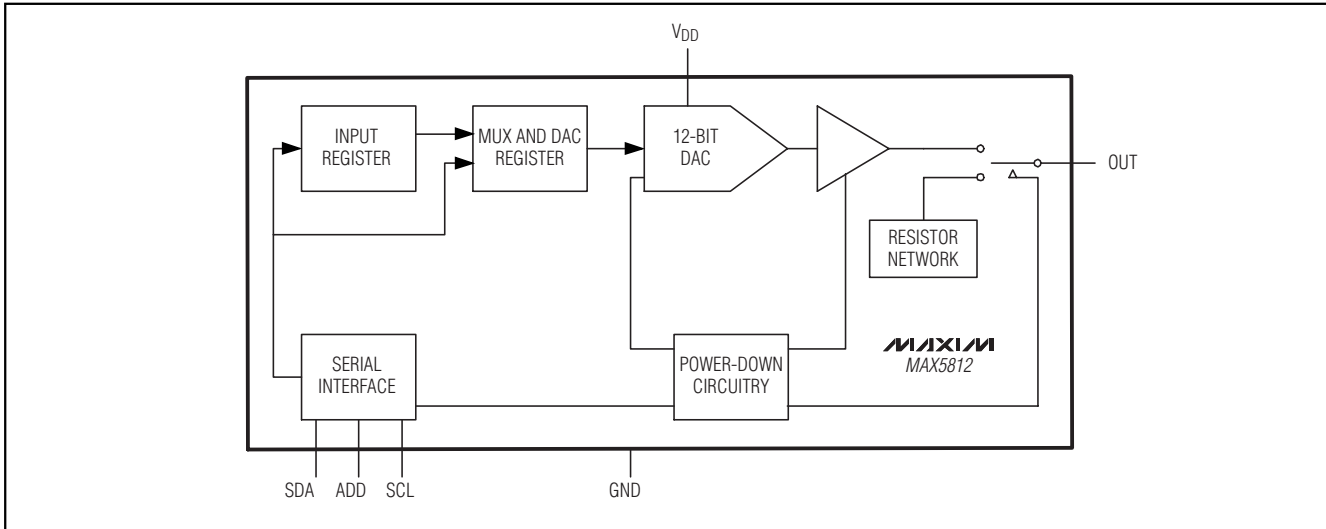 VDD
INPUT
REGISTER
MUX AND DAC
REGISTER
12-BIT
DAC
OUT
RESISTOR
NETWORK
SERIAL
INTERFACE
POWER-DOWN
CIRCUITRY
MAXIM
MAX5812
SDA ADD SCL
GND